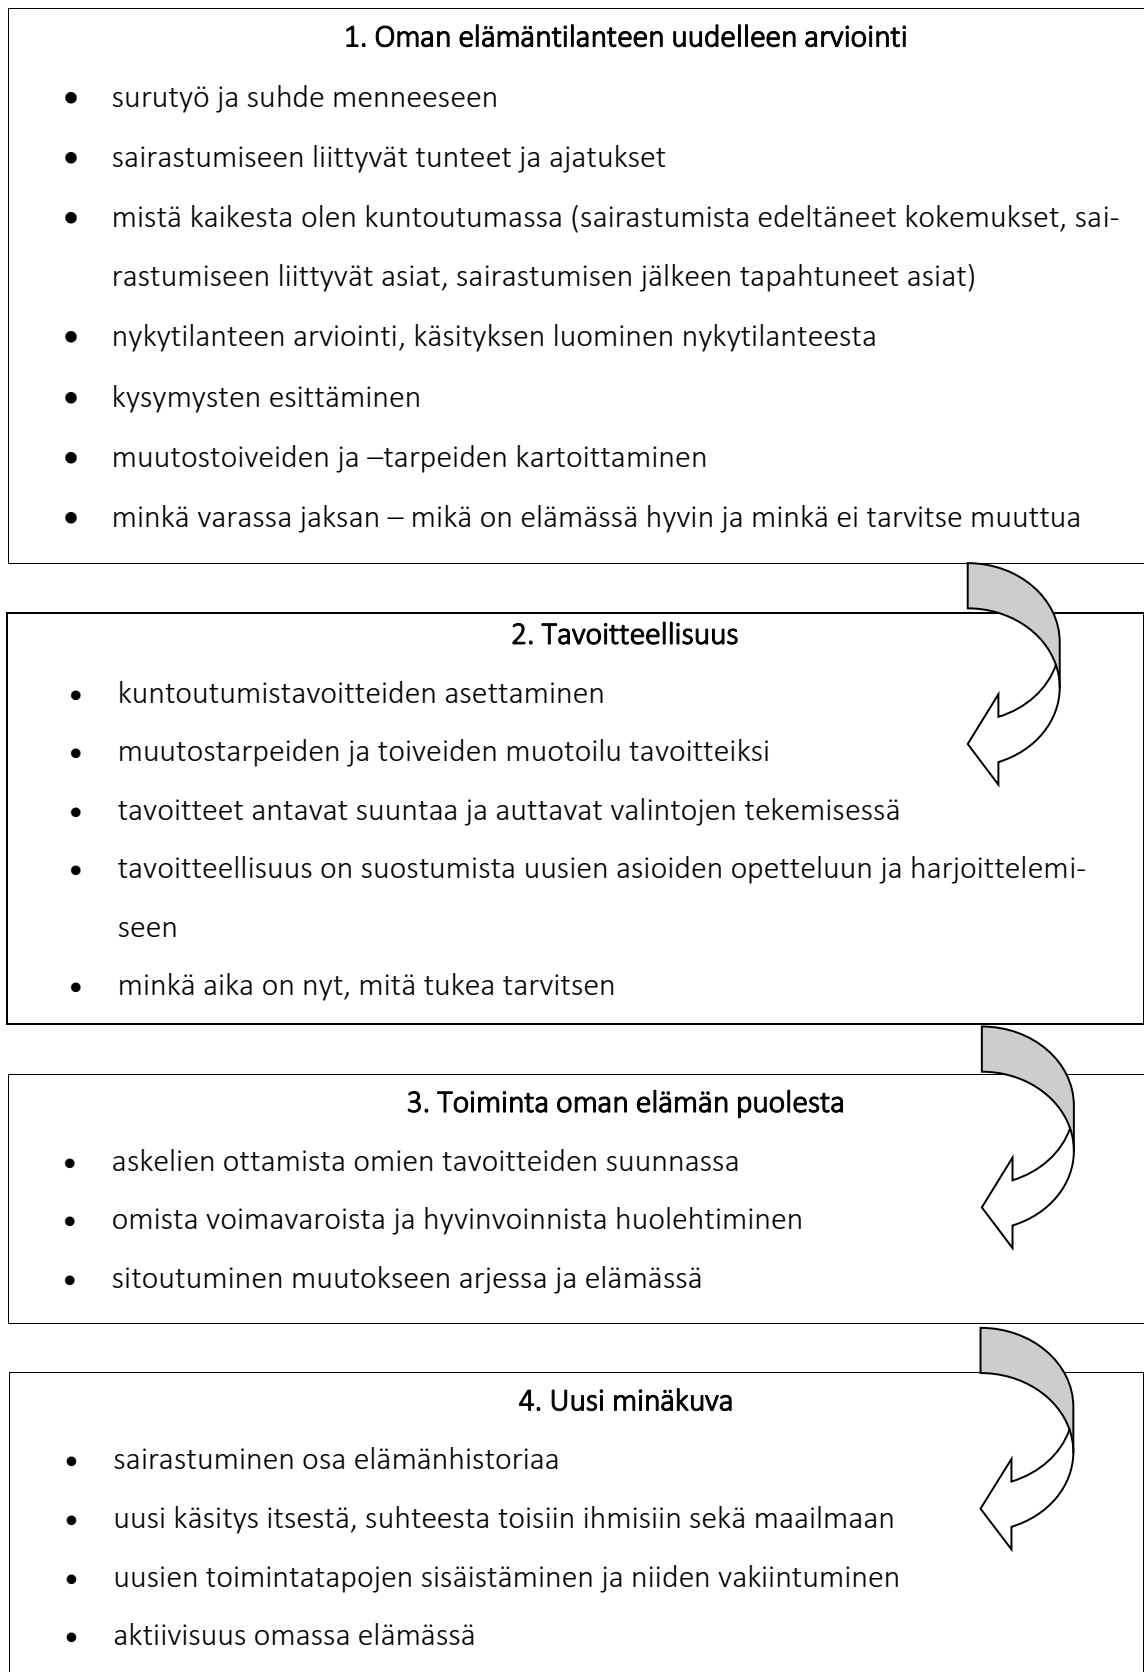 1. Oman elämäntilanteen uudelleen arviointi
• surutyö ja suhde menneeseen
• sairastumiseen liittyvät tunteet ja ajatukset
• mistä kaikesta olen kuntoutumassa (sairastumista edeltäneet kokemukset, sai-
rastumiseen liittyvät asiat, sairastumisen jälkeen tapahtuneet asiat)
• nykytilanteen arviointi, käsityksen luominen nykytilanteesta
• kysymysten esittäminen
• muutostoiveiden ja –tarpeiden kartoittaminen
• minkä varassa jaksan – mikä on elämässä hyvin ja minkä ei tarvitse muuttua
2. Tavoitteellisuus
• kuntoutumistavoitteiden asettaminen
• muutostarpeiden ja toiveiden muotoilu tavoitteiksi
• tavoitteet antavat suuntaa ja auttavat valintojen tekemisessä
• tavoitteellisuus on suostumista uusien asioiden opetteluun ja harjoittelemi-
seen
• minkä aika on nyt, mitä tukea tarvitsen
3. Toiminta oman elämän puolesta
• askelien ottamista omien tavoitteiden suunnassa
• omista voimavaroista ja hyvinvoinnista huolehtiminen
• sitoutuminen muutokseen arjessa ja elämässä
4. Uusi minäkuva
• sairastuminen osa elämänhistoriaa
• uusi käsitys itsestä, suhteesta toisiin ihmisiin sekä maailmaan
• uusien toimintatapojen sisäistäminen ja niiden vakiintuminen
• aktiivisuus omassa elämässä